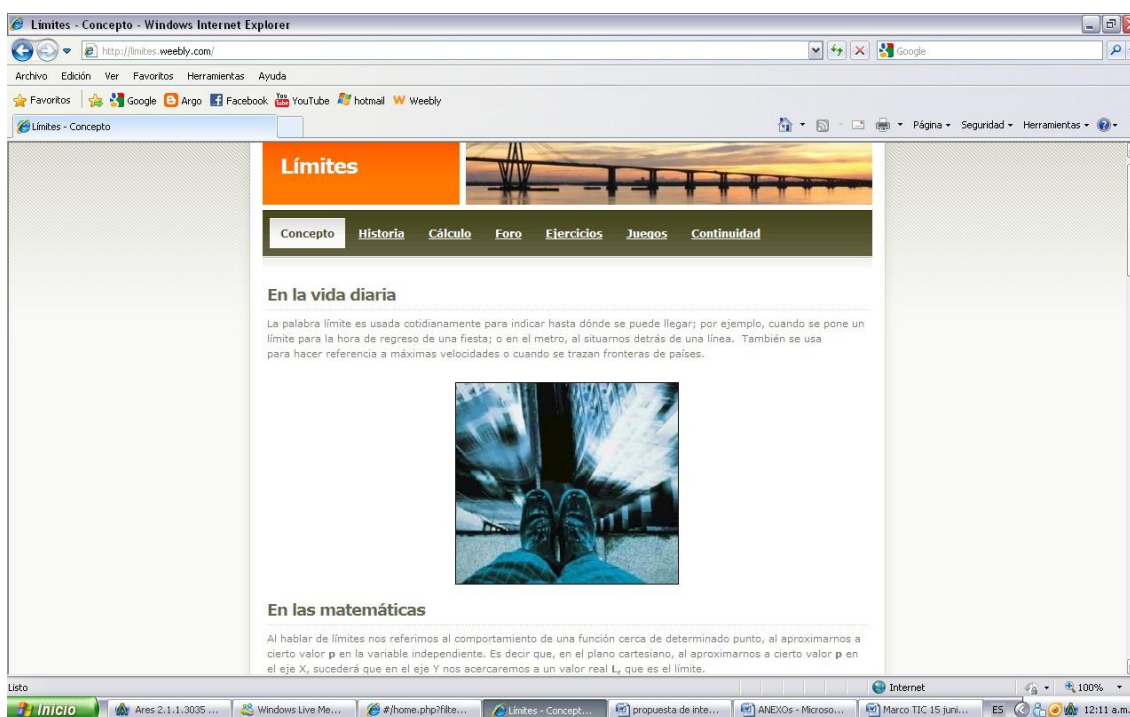 Límites - Concepto - Windows Internet Explorer
http://limites.weebly.com/
Google
Archivo Edición Ver Favoritos Herramientas Ayuda
Favoritos Google Argo Facebook YouTube hotmail Weebly
Límites - Concepto
Página Seguridad Herramientas
Límites
Concepto Historia Cálculo Foro Ejercicios Juegos Continuidad
En la vida diaria
La palabra límite es usada cotidianamente para indicar hasta dónde se puede llegar; por ejemplo, cuando se pone un
límite para la hora de regreso de una fiesta; o en el metro, al situarnos detrás de una línea. También se usa
para hacer referencia a máximas velocidades o cuando se trazan fronteras de países.
En las matemáticas
Al hablar de límites nos referimos al comportamiento de una función cerca de determinado punto, al aproximarnos a
cierto valor p en la variable independiente. Es decir que, en el plano cartesiano, al aproximarnos a cierto valor p en
el eje X, sucederá que en el eje Y nos acercaremos a un valor real L, que es el límite.
Listo Internet 100%
Inicio Ares 2.1.1.3035 ... Windows Live Me... #/home.php?filte... Límites - Concept... propuesta de inte... ANEXOs - Microso... Marco TIC 15 juni... ES 12:11 a.m.